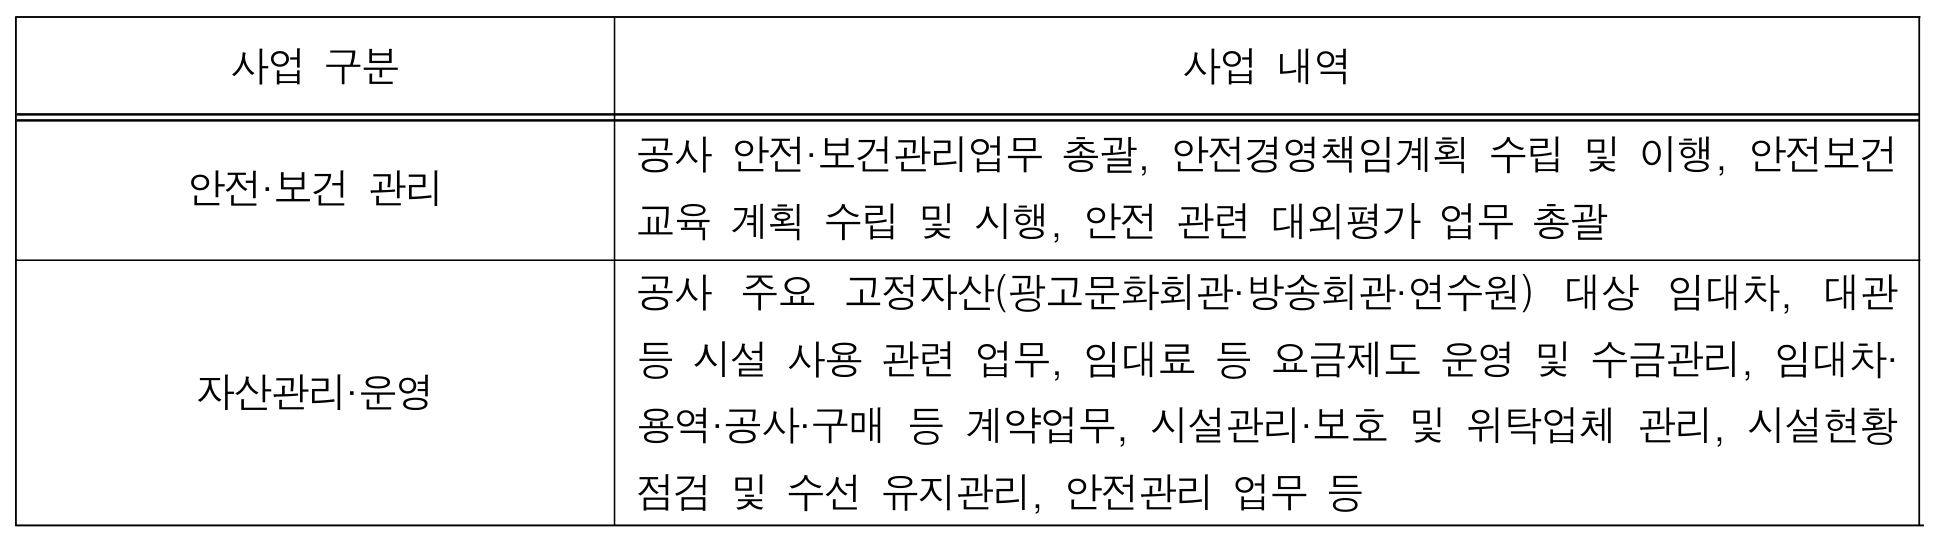 사업 구분
사업 내역
안전·보건 관리
공사 안전·보건관리업무 총괄, 안전경영책임계획 수립 및 이행, 안전보건
교육 계획 수립 및 시행, 안전 관련 대외평가 업무 총괄
자산관리·운영
공사 주요 고정자산(광고문화회관·방송회관·연수원) 대상 임대차, 대관
등 시설 사용 관련 업무, 임대료 등 요금제도 운영 및 수금관리, 임대차·
용역·공사·구매 등 계약업무, 시설관리·보호 및 위탁업체 관리, 시설현황
점검 및 수선 유지관리, 안전관리 업무 등